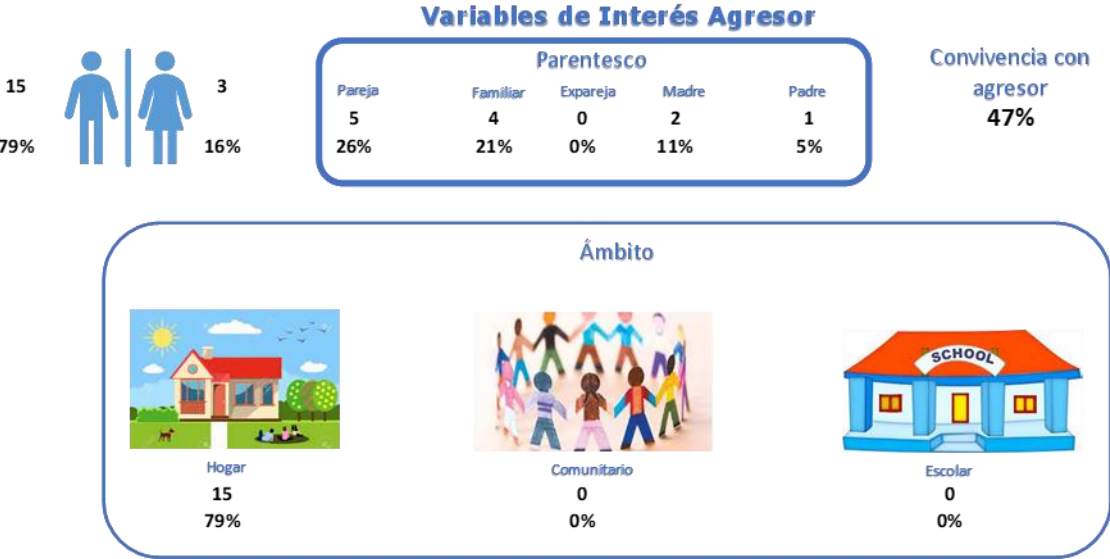 Variables de Interés Agresor
15
3
79%
16%
Parentesco
Pareja Familiar Expareja Madre Padre
5 4 0 2 1
26% 21% 0% 11% 5%
Convivencia con
agresor
47%
Ámbito
SCHOOL
Hogar Comunitario Escolar
15 0 0
79% 0% 0%